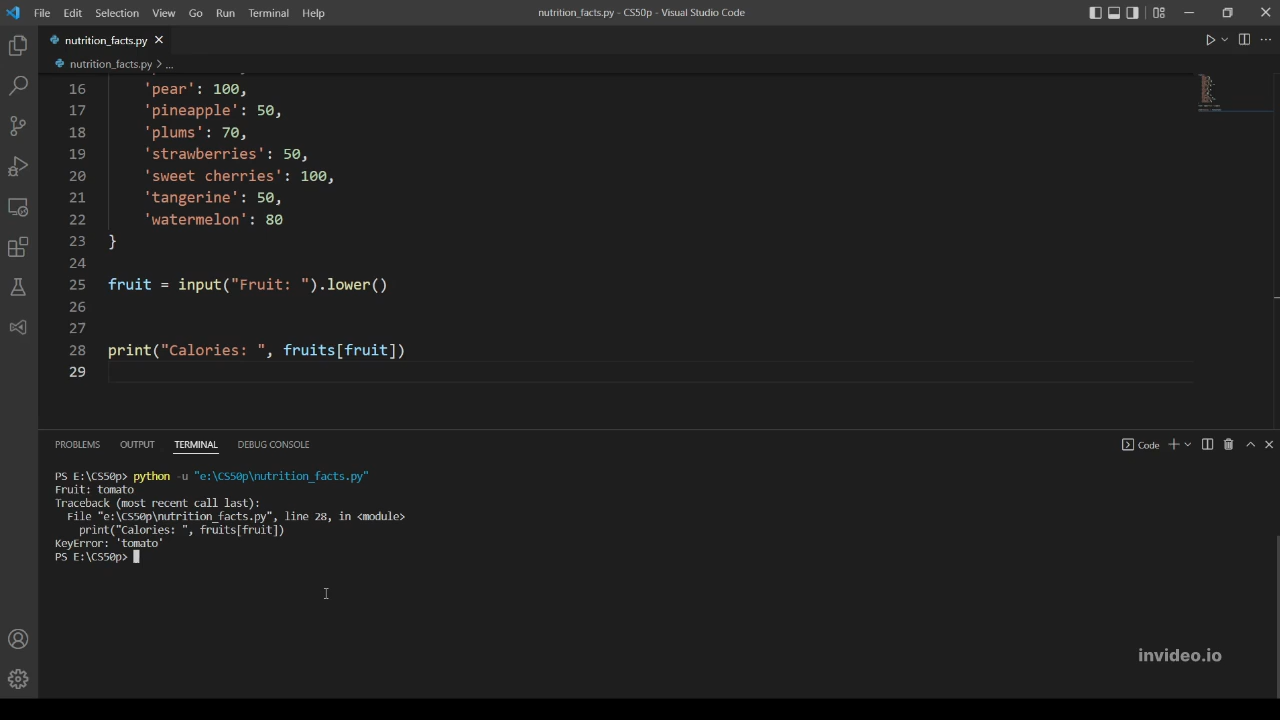 File Edit Selection View Go Run Terminal Help
nutrition_facts.py - CS50p - Visual Studio Code
nutrition_facts.py
nutrition_facts.py > ...
16 'pear': 100,
17 'pineapple': 50,
18 'plums': 70,
19 'strawberries': 50,
20 'sweet cherries': 100,
21 'tangerine': 50,
22 'watermelon': 80
23 }
24
25 fruit = input("Fruit: ").lower()
26
27
28 print("Calories: ", fruits[fruit])
29
PROBLEMS OUTPUT TERMINAL DEBUG CONSOLE
Code
PS E:\CS50p> python -u "e:\CS50p\nutrition_facts.py"
Fruit: tomato
Traceback (most recent call last):
File "e:\CS50p\nutrition_facts.py", line 28, in <module>
print("Calories: ", fruits[fruit])
KeyError: 'tomato'
PS E:\CS50p>
invideo.io